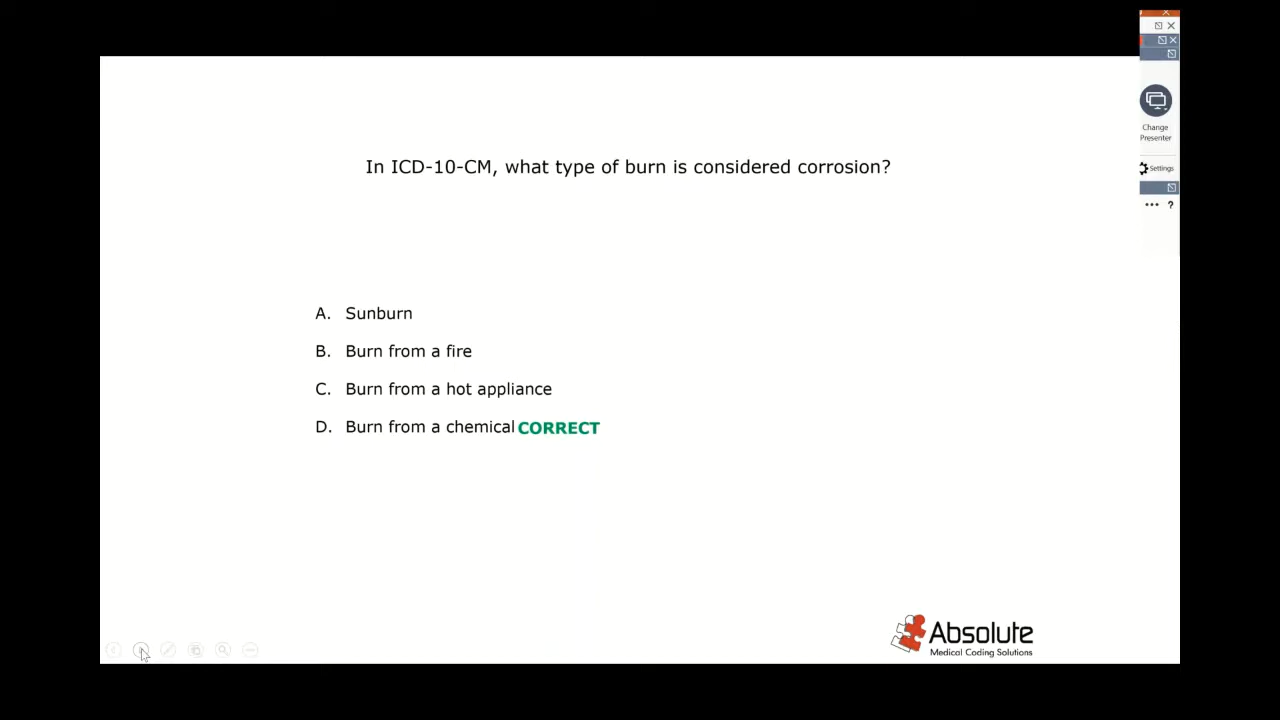 In ICD-10-CM, what type of burn is considered corrosion?
A. Sunburn
B. Burn from a fire
C. Burn from a hot appliance
D. Burn from a chemical CORRECT
Absolute
Medical Coding Solutions
Change
Presenter
Settings
••• ?